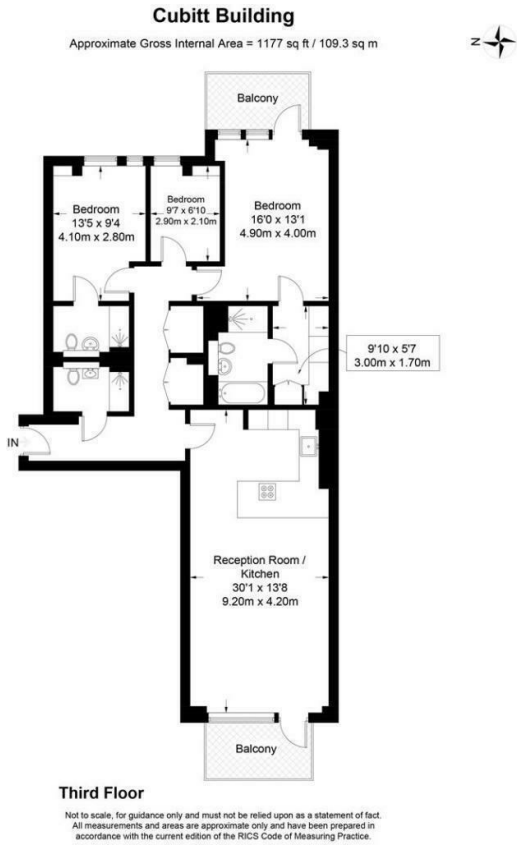 Cubitt Building
Approximate Gross Internal Area = 1177 sq ft / 109.3 sq m
N
Balcony
Bedroom
13'5 x 9'4
4.10m x 2.80m
Bedroom
9'7 x 6'10
2.90m x 2.10m
Bedroom
16'0 x 13'1
4.90m x 4.00m
9'10 x 5'7
3.00m x 1.70m
IN
Reception Room /
Kitchen
30'1 x 13'8
9.20m x 4.20m
Balcony
Third Floor
Not to scale, for guidance only and must not be relied upon as a statement of fact.
All measurements and areas are approximate only and have been prepared in
accordance with the current edition of the RICS Code of Measuring Practice.